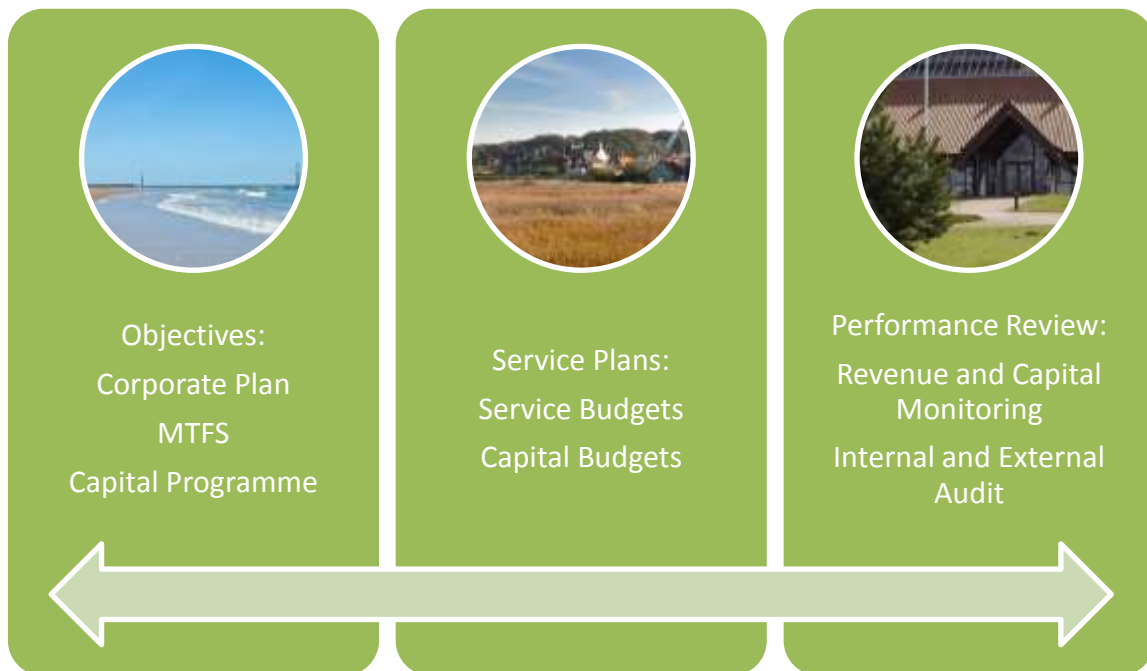 Objectives:
Corporate Plan
MTFS
Capital Programme
Service Plans:
Service Budgets
Capital Budgets
Performance Review:
Revenue and Capital
Monitoring
Internal and External
Audit